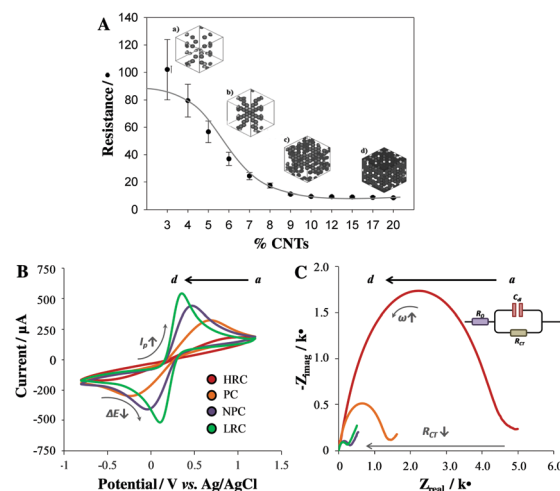 A
140
120
100
80
60
40
20
0
Resistance / •
a)
b)
c)
d)
3 4 5 6 7 8 9 10 12 15 17 20
% CNTs
B
d a
750
500
250
0
-250
-500
-750
Current / µA
Ip↑
ΔE↓
HRC
PC
NPC
LRC
-1.0 -0.5 0.0 0.5 1.0 1.5
Potential / V vs. Ag/AgCl
C
d a
2.0
1.5
1.0
0.5
0
-Zimag / k•
ω↑
RΩ
Cdl
RCT
RCT↓
0 1.0 2.0 3.0 4.0 5.0 6.0
Zreal / k•